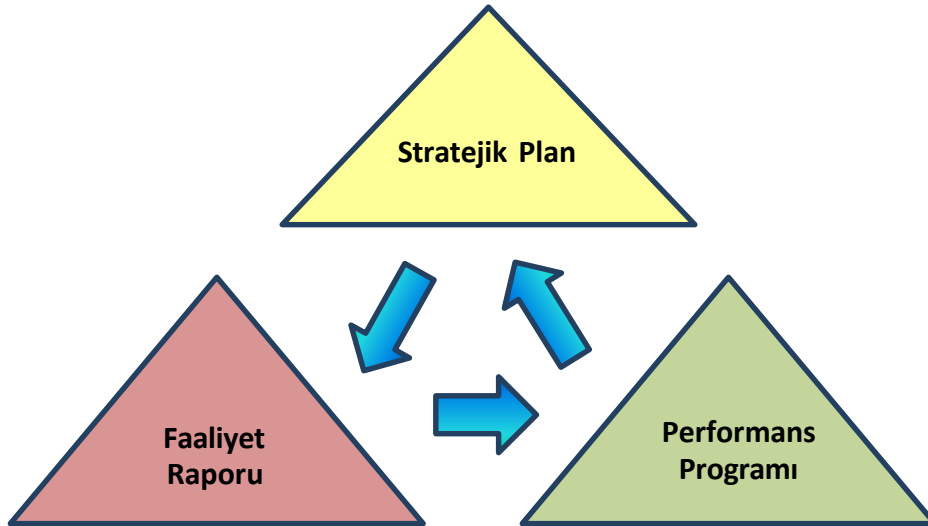 Stratejik Plan
Faaliyet
Raporu
Performans
Programı